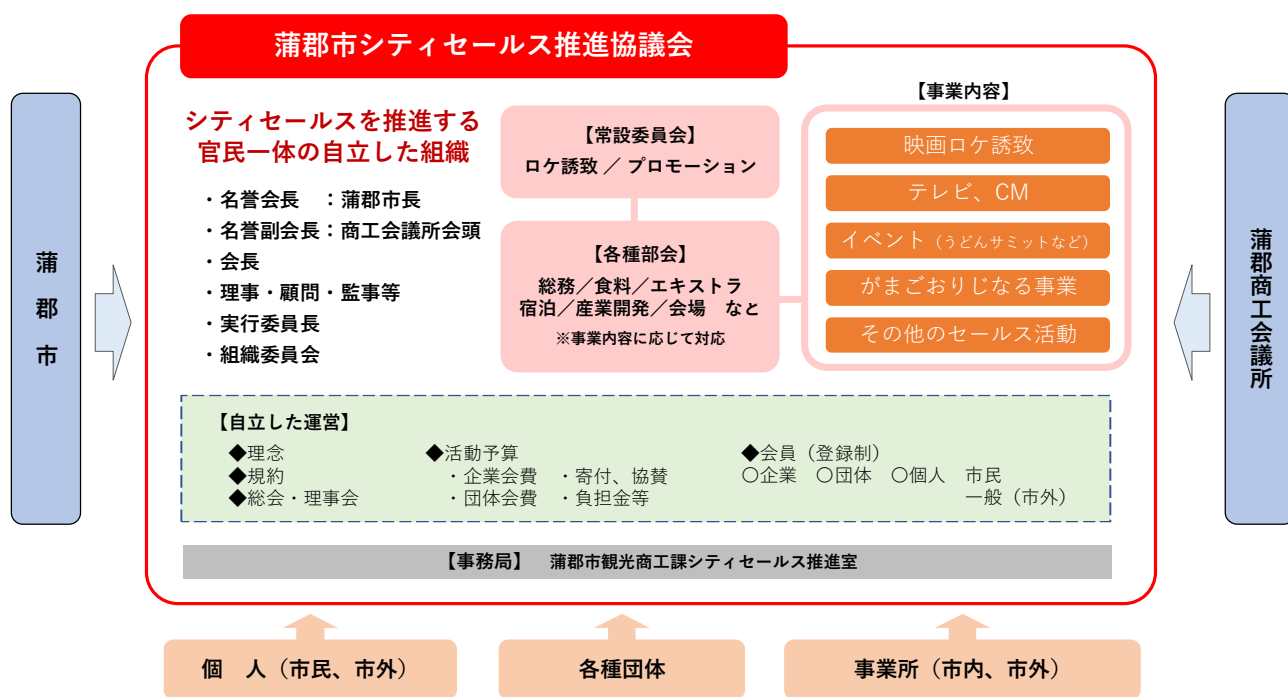 蒲郡市シティセールス推進協議会
シティセールスを推進する
官民一体の自立した組織
・名誉会長　：蒲郡市長
・名誉副会長：商工会議所会頭
・会長
・理事・顧問・監事等
・実行委員長
・組織委員会
【常設委員会】
ロケ誘致 ／ プロモーション
【各種部会】
総務／食料／エキストラ
宿泊／産業開発／会場　など
※事業内容に応じて対応
【事業内容】
映画ロケ誘致
テレビ、CM
イベント（うどんサミットなど）
がまごおりじなる事業
その他のセールス活動
蒲郡市
蒲郡商工会議所
【自立した運営】
◆理念
◆規約
◆総会・理事会
◆活動予算
・企業会費　・寄付、協賛
・団体会費　・負担金等
◆会員（登録制）
〇企業　〇団体　〇個人　市民
一般（市外）
【事務局】　蒲郡市観光商工課シティセールス推進室
個　人（市民、市外）
各種団体
事業所（市内、市外）